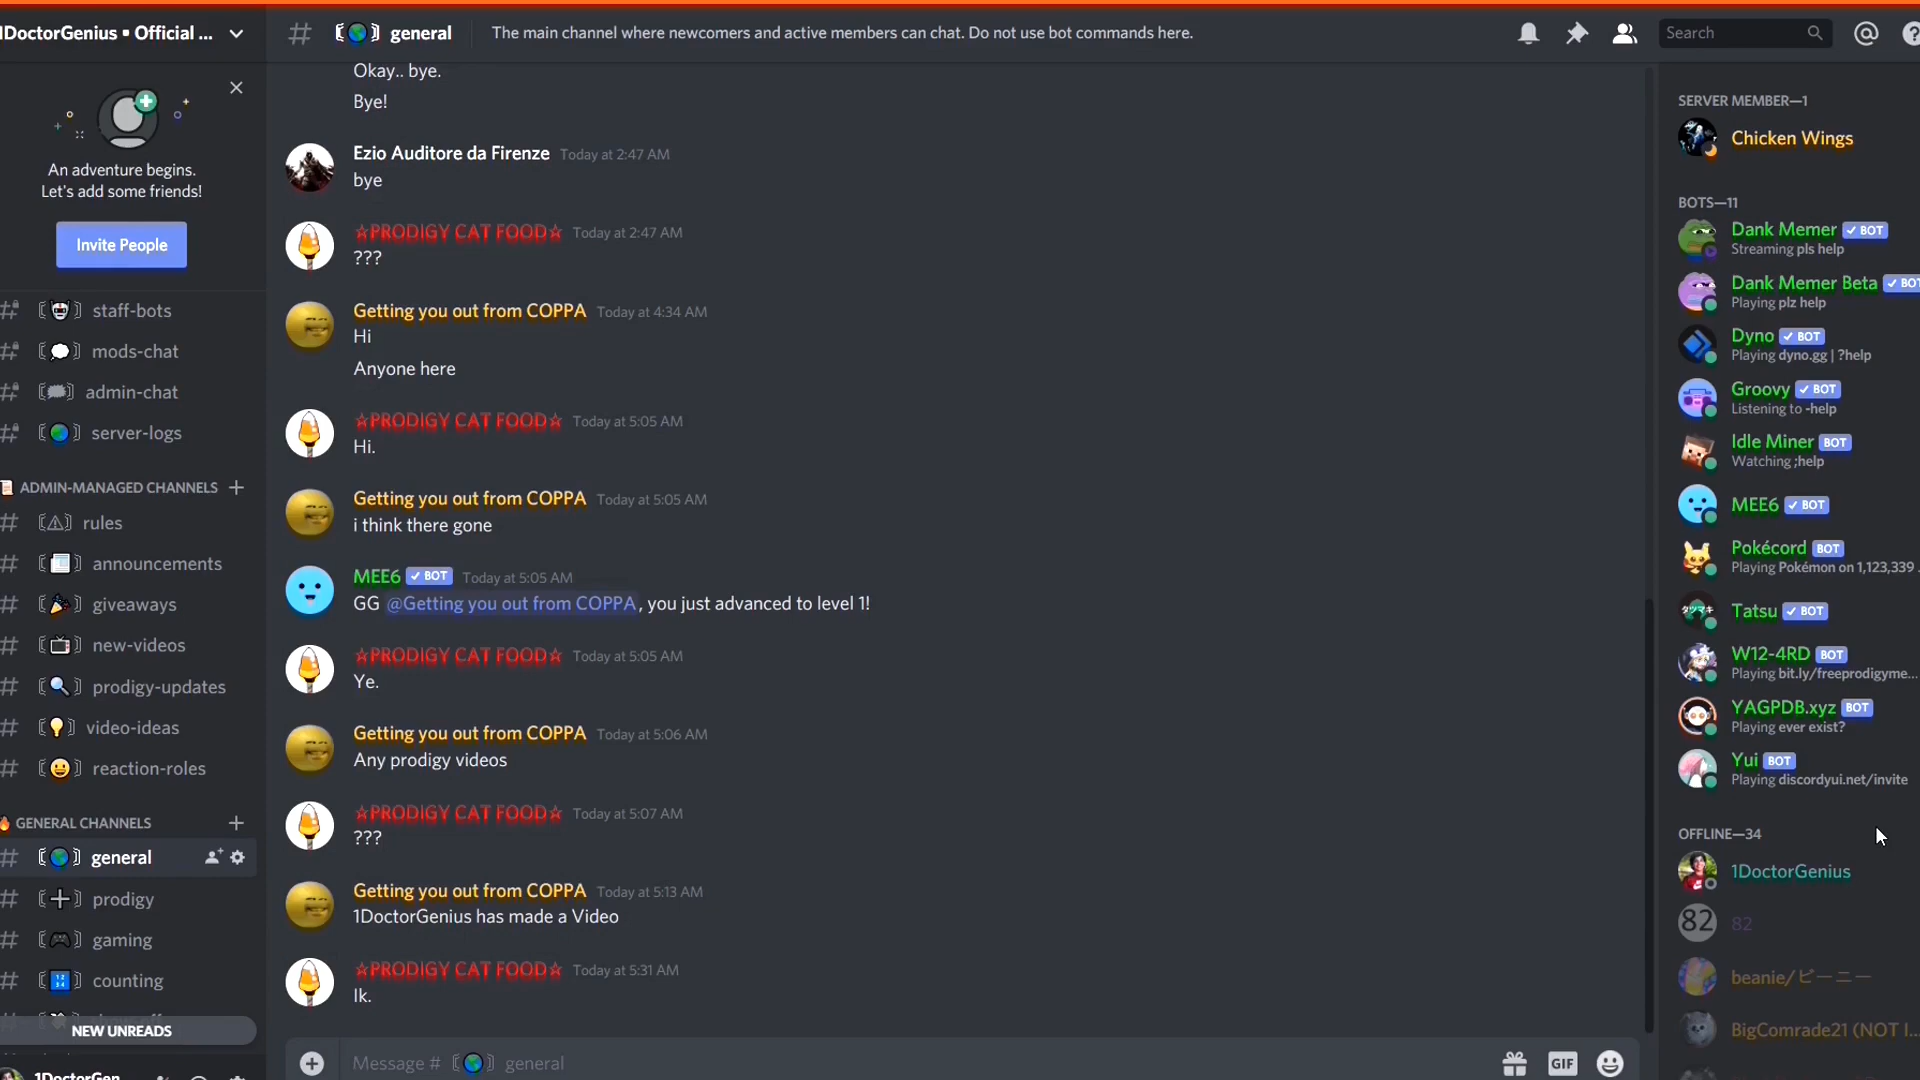 1DoctorGenius • Official ...
general
The main channel where newcomers and active members can chat. Do not use bot commands here.
Search
An adventure begins.
Let's add some friends!
Invite People
staff-bots
mods-chat
admin-chat
server-logs
ADMIN-MANAGED CHANNELS
rules
announcements
giveaways
new-videos
prodigy-updates
video-ideas
reaction-roles
GENERAL CHANNELS
general
prodigy
gaming
counting
NEW UNREADS
1DoctorGen
Okay.. bye.
Bye!
Ezio Auditore da Firenze Today at 2:47 AM
bye
☆PRODIGY CAT FOOD☆ Today at 2:47 AM
???
Getting you out from COPPA Today at 4:34 AM
Hi
Anyone here
☆PRODIGY CAT FOOD☆ Today at 5:05 AM
Hi.
Getting you out from COPPA Today at 5:05 AM
i think there gone
MEE6 ✓ BOT Today at 5:05 AM
GG @Getting you out from COPPA, you just advanced to level 1!
☆PRODIGY CAT FOOD☆ Today at 5:05 AM
Ye.
Getting you out from COPPA Today at 5:06 AM
Any prodigy videos
☆PRODIGY CAT FOOD☆ Today at 5:07 AM
???
Getting you out from COPPA Today at 5:13 AM
1DoctorGenius has made a Video
☆PRODIGY CAT FOOD☆ Today at 5:31 AM
Ik.
Message # general
GIF
SERVER MEMBER—1
Chicken Wings
BOTS—11
Dank Memer ✓ BOT
Streaming pls help
Dank Memer Beta ✓ BOT
Playing plz help
Dyno ✓ BOT
Playing dyno.gg | ?help
Groovy ✓ BOT
Listening to -help
Idle Miner BOT
Watching ;help
MEE6 ✓ BOT
Pokécord BOT
Playing Pokémon on 1,123,339 ...
Tatsu ✓ BOT
W12-4RD BOT
Playing bit.ly/freeprodigyme...
YAGPDB.xyz BOT
Playing ever exist?
Yui BOT
Playing discordyui.net/invite
OFFLINE—34
1DoctorGenius
82
82
beanie/ビーニー
BigComrade21 (NOT I...